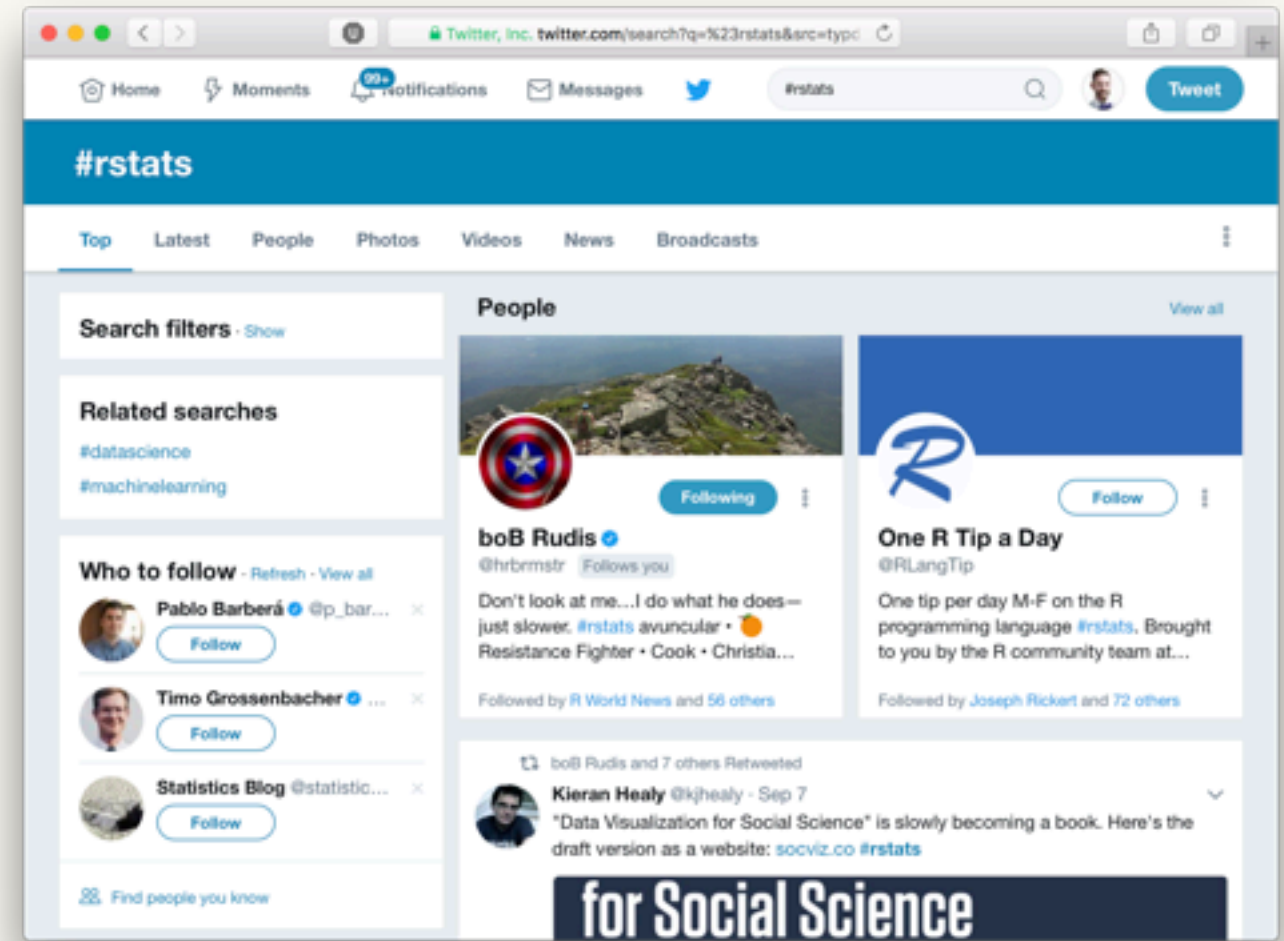 Twitter, Inc. twitter.com/search?q=%23rstats&src=typd
Home Moments 99+ Notifications Messages #rstats Tweet
#rstats
Top Latest People Photos Videos News Broadcasts
Search filters · Show
Related searches
#datascience
#machinelearning
Who to follow · Refresh · View all
Pablo Barberá @p_bar...
Follow
Timo Grossenbacher ...
Follow
Statistics Blog @statistic...
Follow
Find people you know
People View all
Following
boB Rudis
@hrbrmstr Follows you
Don't look at me...I do what he does—
just slower. #rstats avuncular • 🍊
Resistance Fighter • Cook • Christia...
Followed by R World News and 56 others
R
Follow
One R Tip a Day
@RLangTip
One tip per day M-F on the R
programming language #rstats. Brought
to you by the R community team at...
Followed by Joseph Rickert and 72 others
boB Rudis and 7 others Retweeted
Kieran Healy @kjhealy · Sep 7
"Data Visualization for Social Science" is slowly becoming a book. Here's the
draft version as a website: socviz.co #rstats
for Social Science